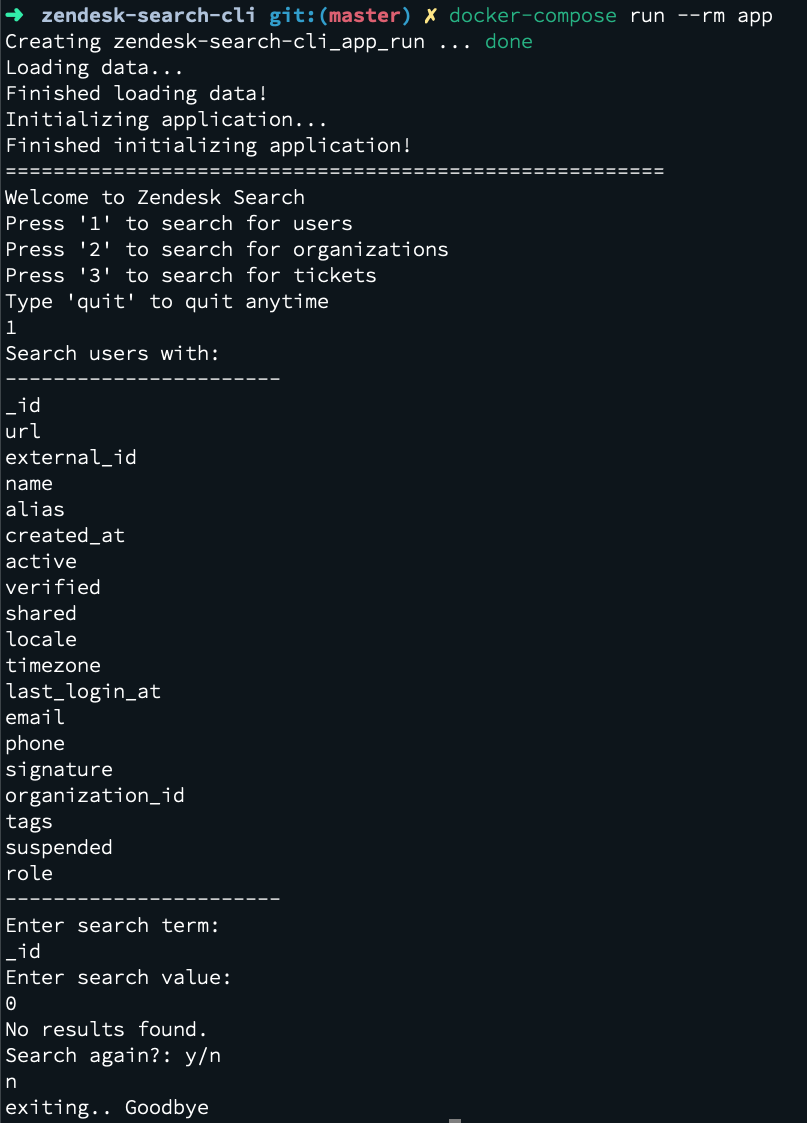 ➜ zendesk-search-cli git:(master) ✗ docker-compose run --rm app
Creating zendesk-search-cli_app_run ... done
Loading data...
Finished loading data!
Initializing application...
Finished initializing application!
=======================================================
Welcome to Zendesk Search
Press '1' to search for users
Press '2' to search for organizations
Press '3' to search for tickets
Type 'quit' to quit anytime
1
Search users with:
-----------------------
_id
url
external_id
name
alias
created_at
active
verified
shared
locale
timezone
last_login_at
email
phone
signature
organization_id
tags
suspended
role
-----------------------
Enter search term:
_id
Enter search value:
0
No results found.
Search again?: y/n
n
exiting.. Goodbye